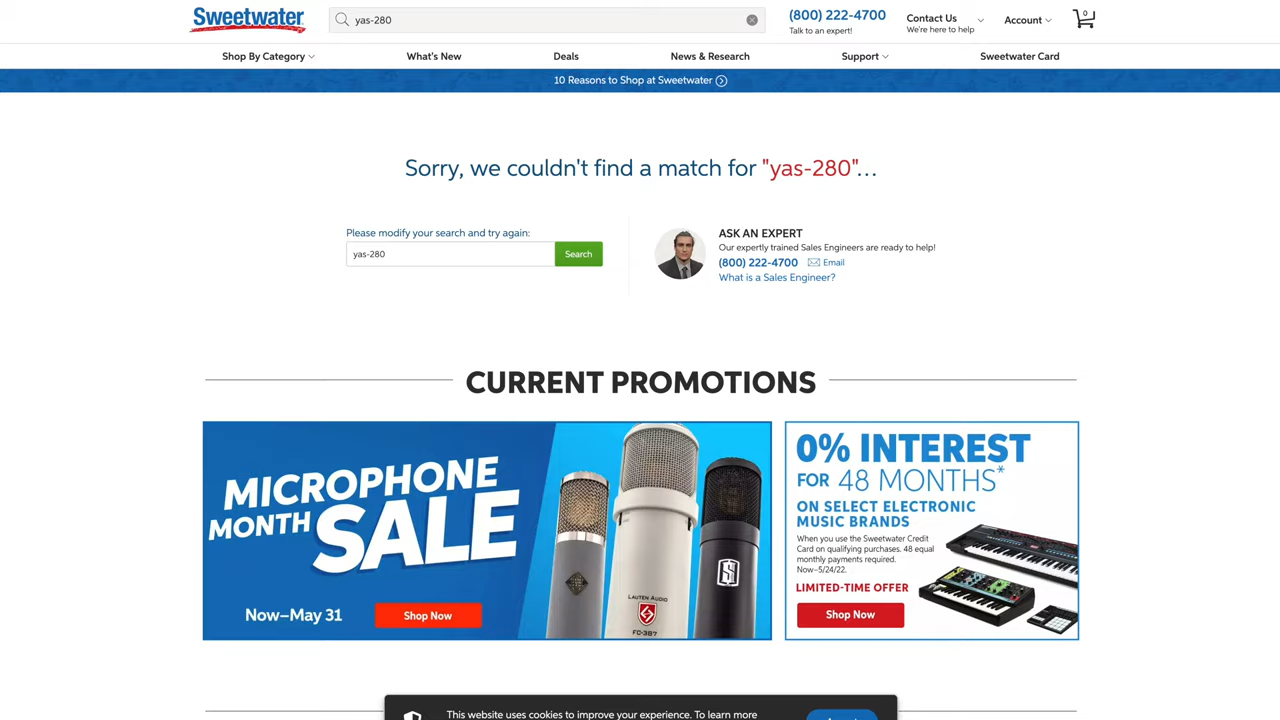 Sweetwater
yas-280
(800) 222-4700
Talk to an expert!
Contact Us
We're here to help
Account
0
Shop By Category
What's New
Deals
News & Research
Support
Sweetwater Card
10 Reasons to Shop at Sweetwater
Sorry, we couldn't find a match for "yas-280"...
Please modify your search and try again:
yas-280
Search
ASK AN EXPERT
Our expertly trained Sales Engineers are ready to help!
(800) 222-4700 Email
What is a Sales Engineer?
CURRENT PROMOTIONS
MICROPHONE
MONTH SALE
Now–May 31
Shop Now
LAUTEN AUDIO
FC-387
0% INTEREST
FOR 48 MONTHS*
ON SELECT ELECTRONIC
MUSIC BRANDS
When you use the Sweetwater Credit
Card on qualifying purchases. 48 equal
monthly payments required.
Now–5/24/22.
LIMITED-TIME OFFER
Shop Now
This website uses cookies to improve your experience. To learn more